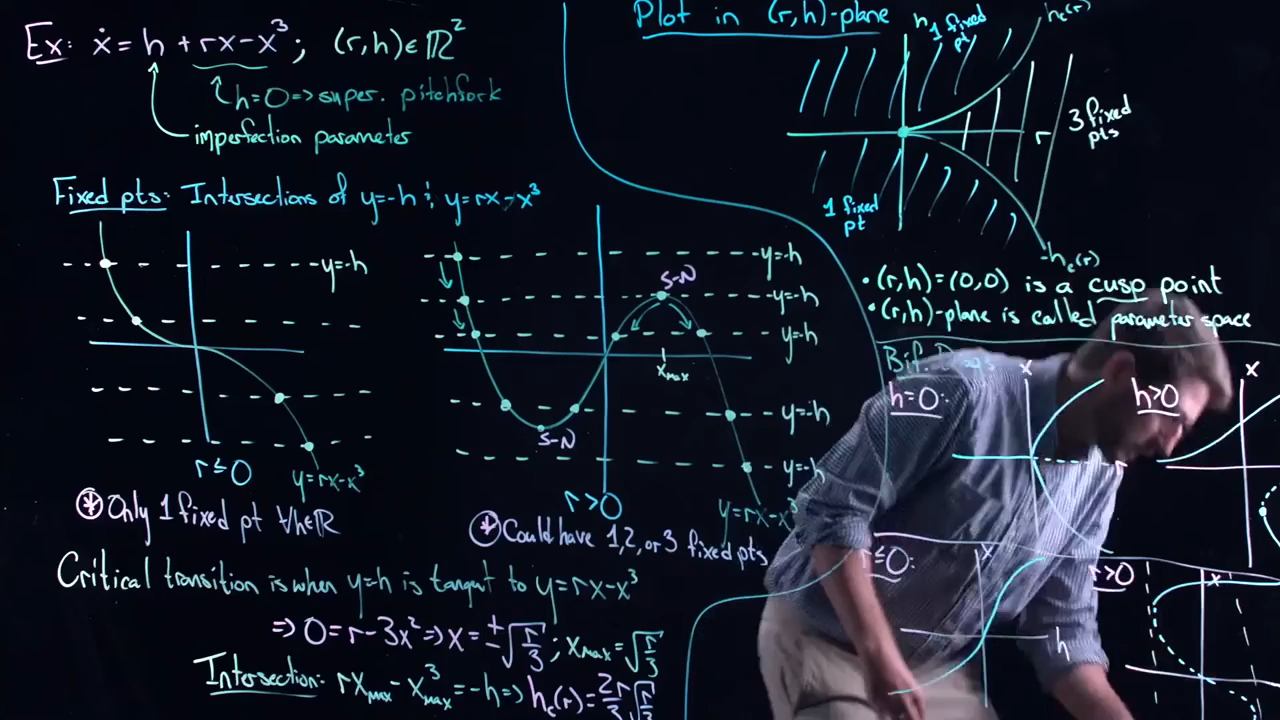 Ex: ẋ = h + rx - x³; (r,h)∈ℝ²
h=0 => super. pitchfork
imperfection parameter
Fixed pts: Intersections of y=-h & y=rx-x³
y=-h
r≤0
y=rx-x³
⊛ Only 1 fixed pt ∀h∈ℝ
y=-h
S-N
y=-h
y=-h
x_max
y=-h
S-N
y=-h
r>0
y=rx-x³
⊛ Could have 1,2, or 3 fixed pts
Critical transition is when y=h is tangent to y=rx-x³
=> 0=r-3x² => x=±√(r/3); x_max=√(r/3)
Intersection: rx_max - x³_max = -h => h_c(r)= 2r/3 √(r/3)
Plot in (r,h)-plane
h
1 fixed pt
h_c(r)
r
3 fixed pts
1 fixed pt
-h_c(r)
• (r,h)=(0,0) is a cusp point
• (r,h)-plane is called parameter space
Bif. Diags
h=0:
x
r
h>0
x
r≤0:
x
h
r>0
x